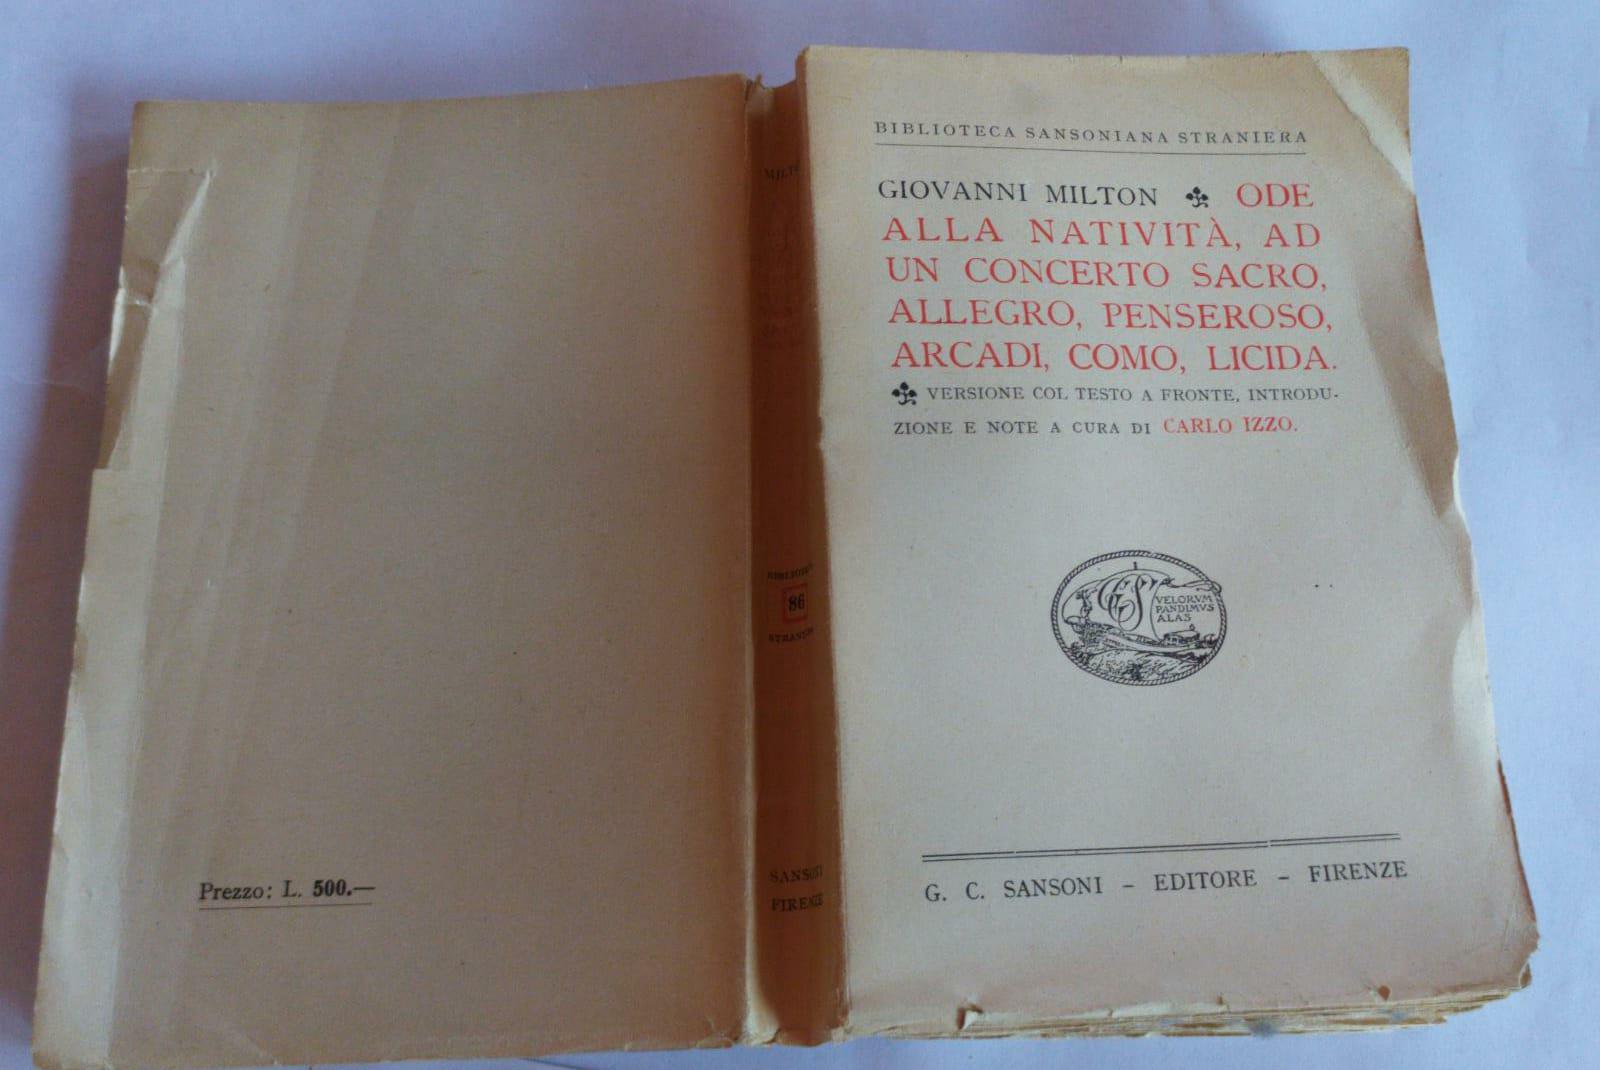 Prezzo: L. 500.—
86
SANSONI
FIRENZE
BIBLIOTECA SANSONIANA STRANIERA
GIOVANNI MILTON ODE
ALLA NATIVITÀ, AD
UN CONCERTO SACRO,
ALLEGRO, PENSEROSO,
ARCADI, COMO, LICIDA.
VERSIONE COL TESTO A FRONTE, INTRODU-
ZIONE E NOTE A CURA DI CARLO IZZO.
GCS
VELORVM
PANDIMVS
ALAS
G. C. SANSONI – EDITORE – FIRENZE